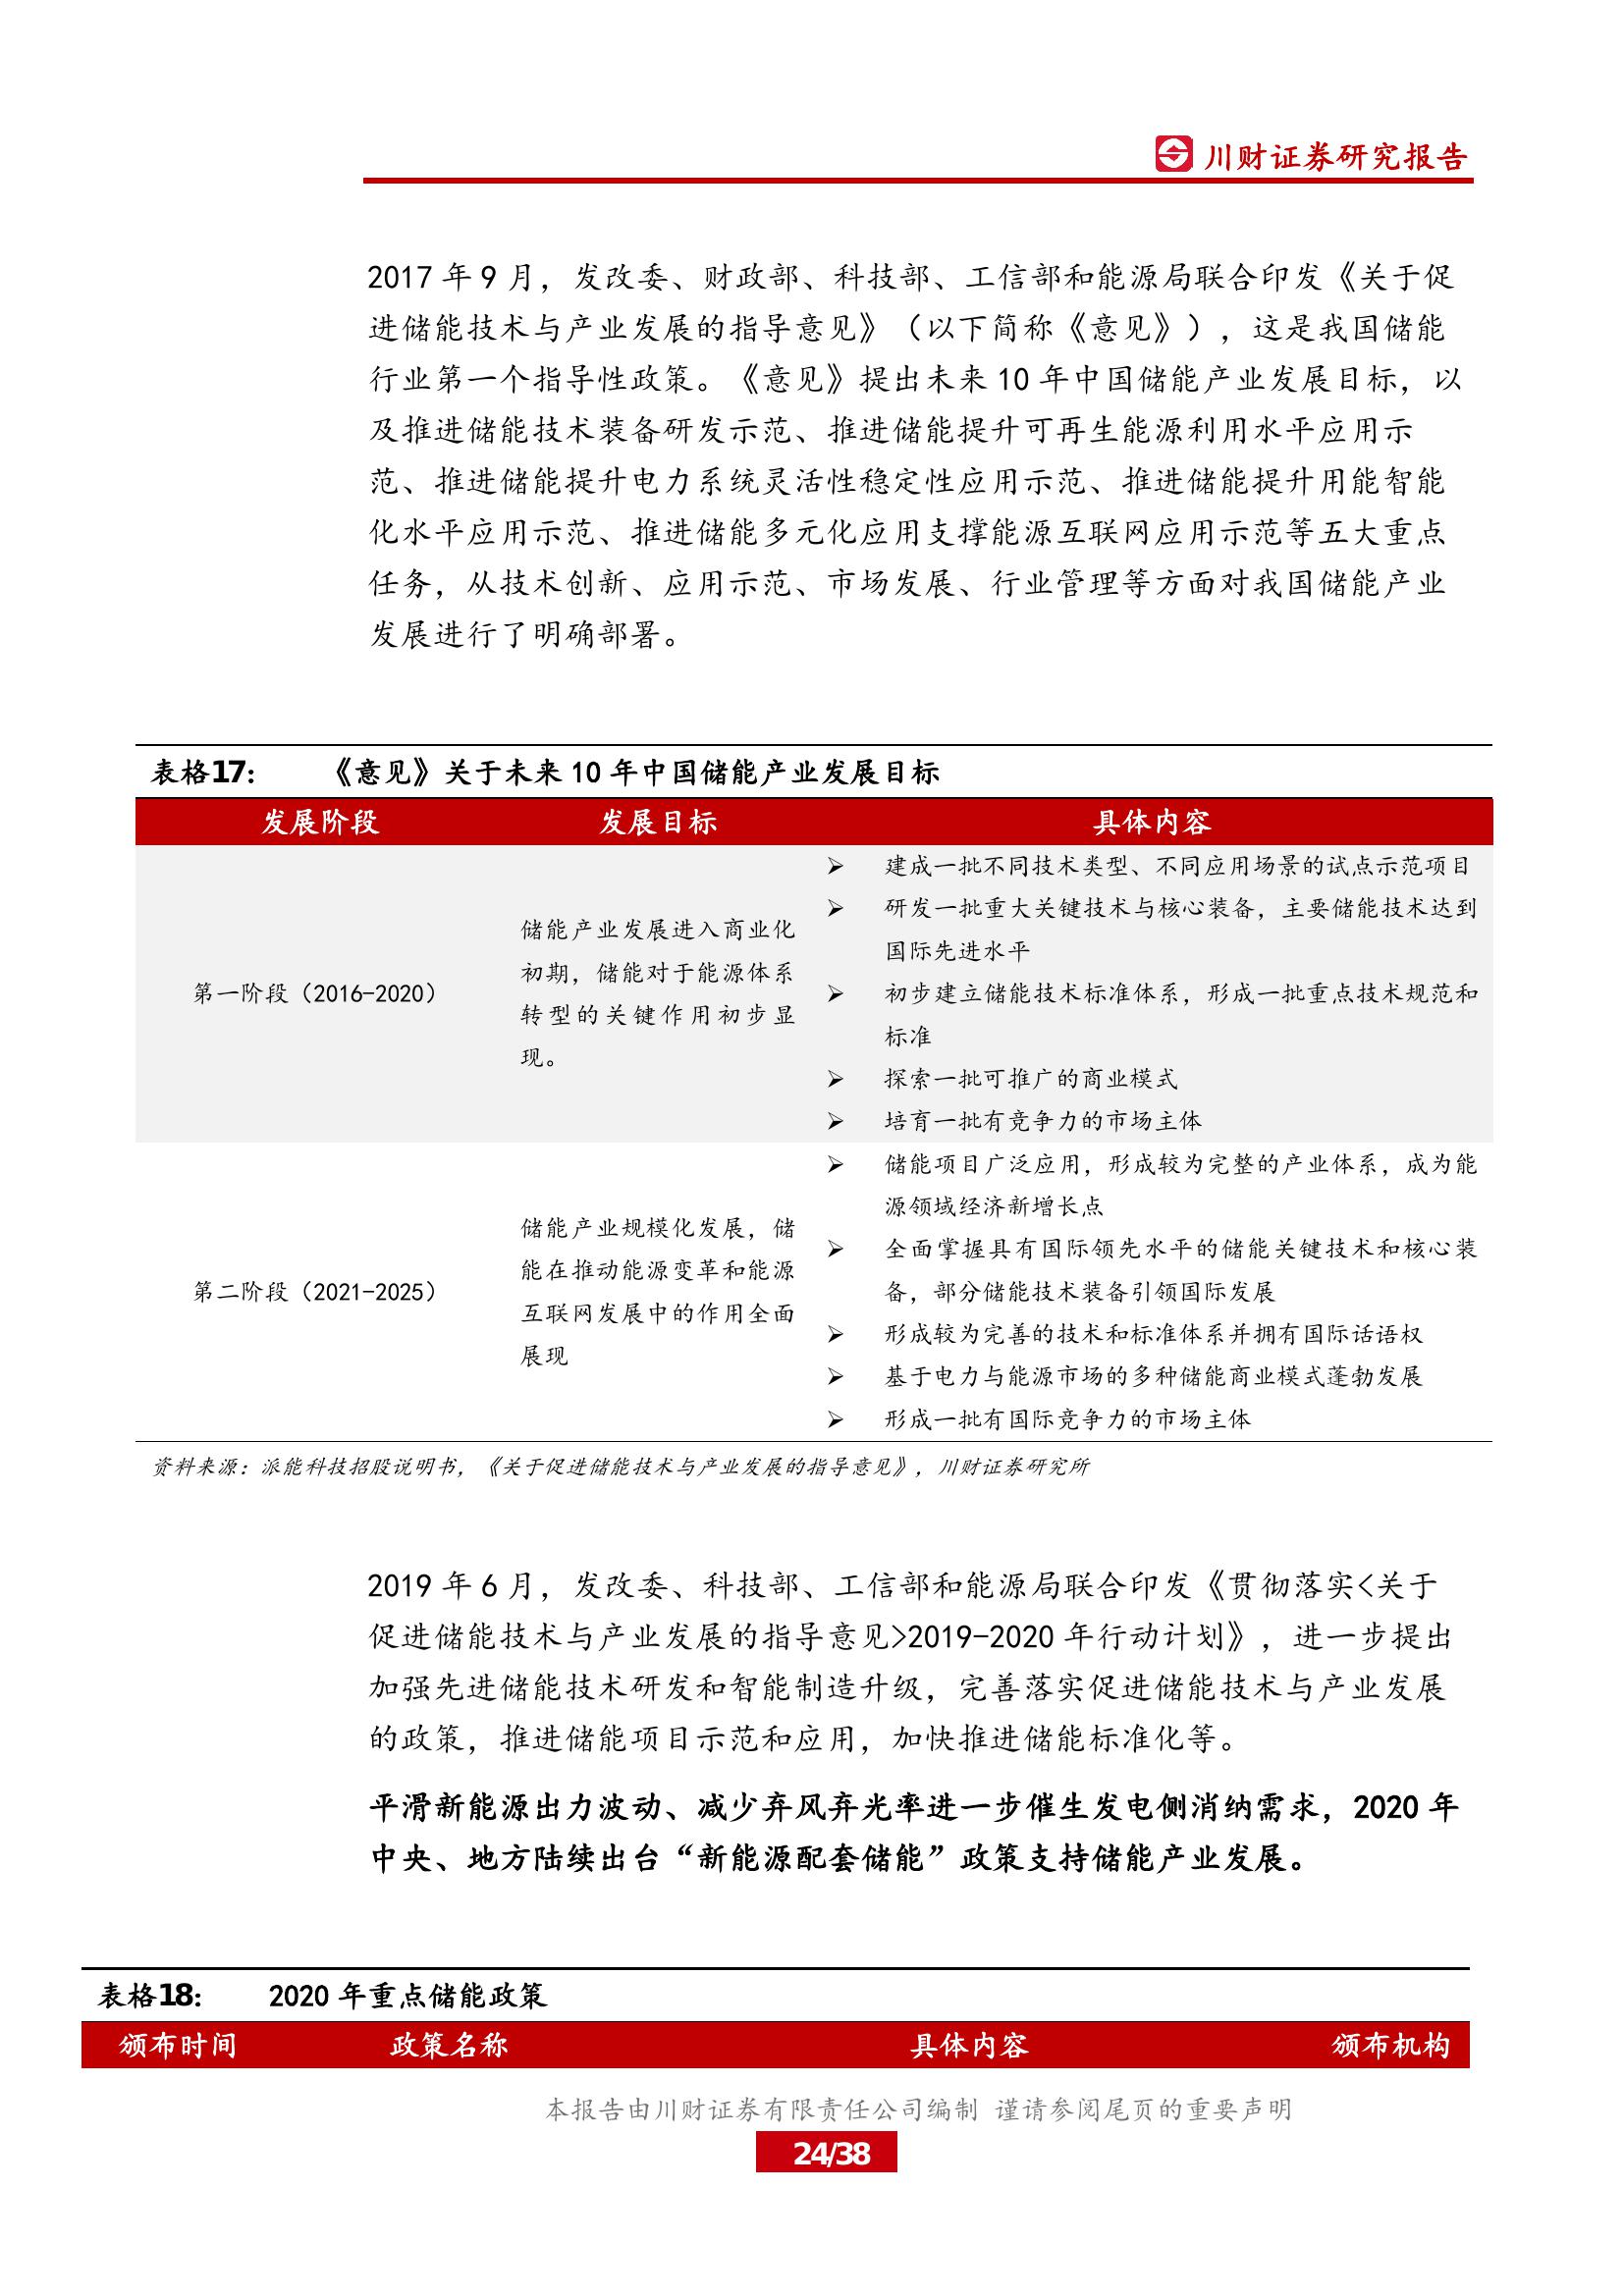 川财证券研究报告
2017 年 9 月，发改委、财政部、科技部、工信部和能源局联合印发《关于促
进储能技术与产业发展的指导意见》（以下简称《意见》），这是我国储能
行业第一个指导性政策。《意见》提出未来 10 年中国储能产业发展目标，以
及推进储能技术装备研发示范、推进储能提升可再生能源利用水平应用示
范、推进储能提升电力系统灵活性稳定性应用示范、推进储能提升用能智能
化水平应用示范、推进储能多元化应用支撑能源互联网应用示范等五大重点
任务，从技术创新、应用示范、市场发展、行业管理等方面对我国储能产业
发展进行了明确部署。
表格17: 《意见》关于未来 10 年中国储能产业发展目标
发展阶段 发展目标 具体内容
第一阶段（2016-2020）
储能产业发展进入商业化
初期，储能对于能源体系
转型的关键作用初步显
现。
➢ 建成一批不同技术类型、不同应用场景的试点示范项目
➢ 研发一批重大关键技术与核心装备，主要储能技术达到
国际先进水平
➢ 初步建立储能技术标准体系，形成一批重点技术规范和
标准
➢ 探索一批可推广的商业模式
➢ 培育一批有竞争力的市场主体
第二阶段（2021-2025）
储能产业规模化发展，储
能在推动能源变革和能源
互联网发展中的作用全面
展现
➢ 储能项目广泛应用，形成较为完整的产业体系，成为能
源领域经济新增长点
➢ 全面掌握具有国际领先水平的储能关键技术和核心装
备，部分储能技术装备引领国际发展
➢ 形成较为完善的技术和标准体系并拥有国际话语权
➢ 基于电力与能源市场的多种储能商业模式蓬勃发展
➢ 形成一批有国际竞争力的市场主体
资料来源：派能科技招股说明书，《关于促进储能技术与产业发展的指导意见》，川财证券研究所
2019 年 6 月，发改委、科技部、工信部和能源局联合印发《贯彻落实<关于
促进储能技术与产业发展的指导意见>2019-2020 年行动计划》，进一步提出
加强先进储能技术研发和智能制造升级，完善落实促进储能技术与产业发展
的政策，推进储能项目示范和应用，加快推进储能标准化等。
平滑新能源出力波动、减少弃风弃光率进一步催生发电侧消纳需求，2020 年
中央、地方陆续出台“新能源配套储能”政策支持储能产业发展。
表格18: 2020 年重点储能政策
颁布时间 政策名称 具体内容 颁布机构
本报告由川财证券有限责任公司编制 谨请参阅尾页的重要声明
24/38